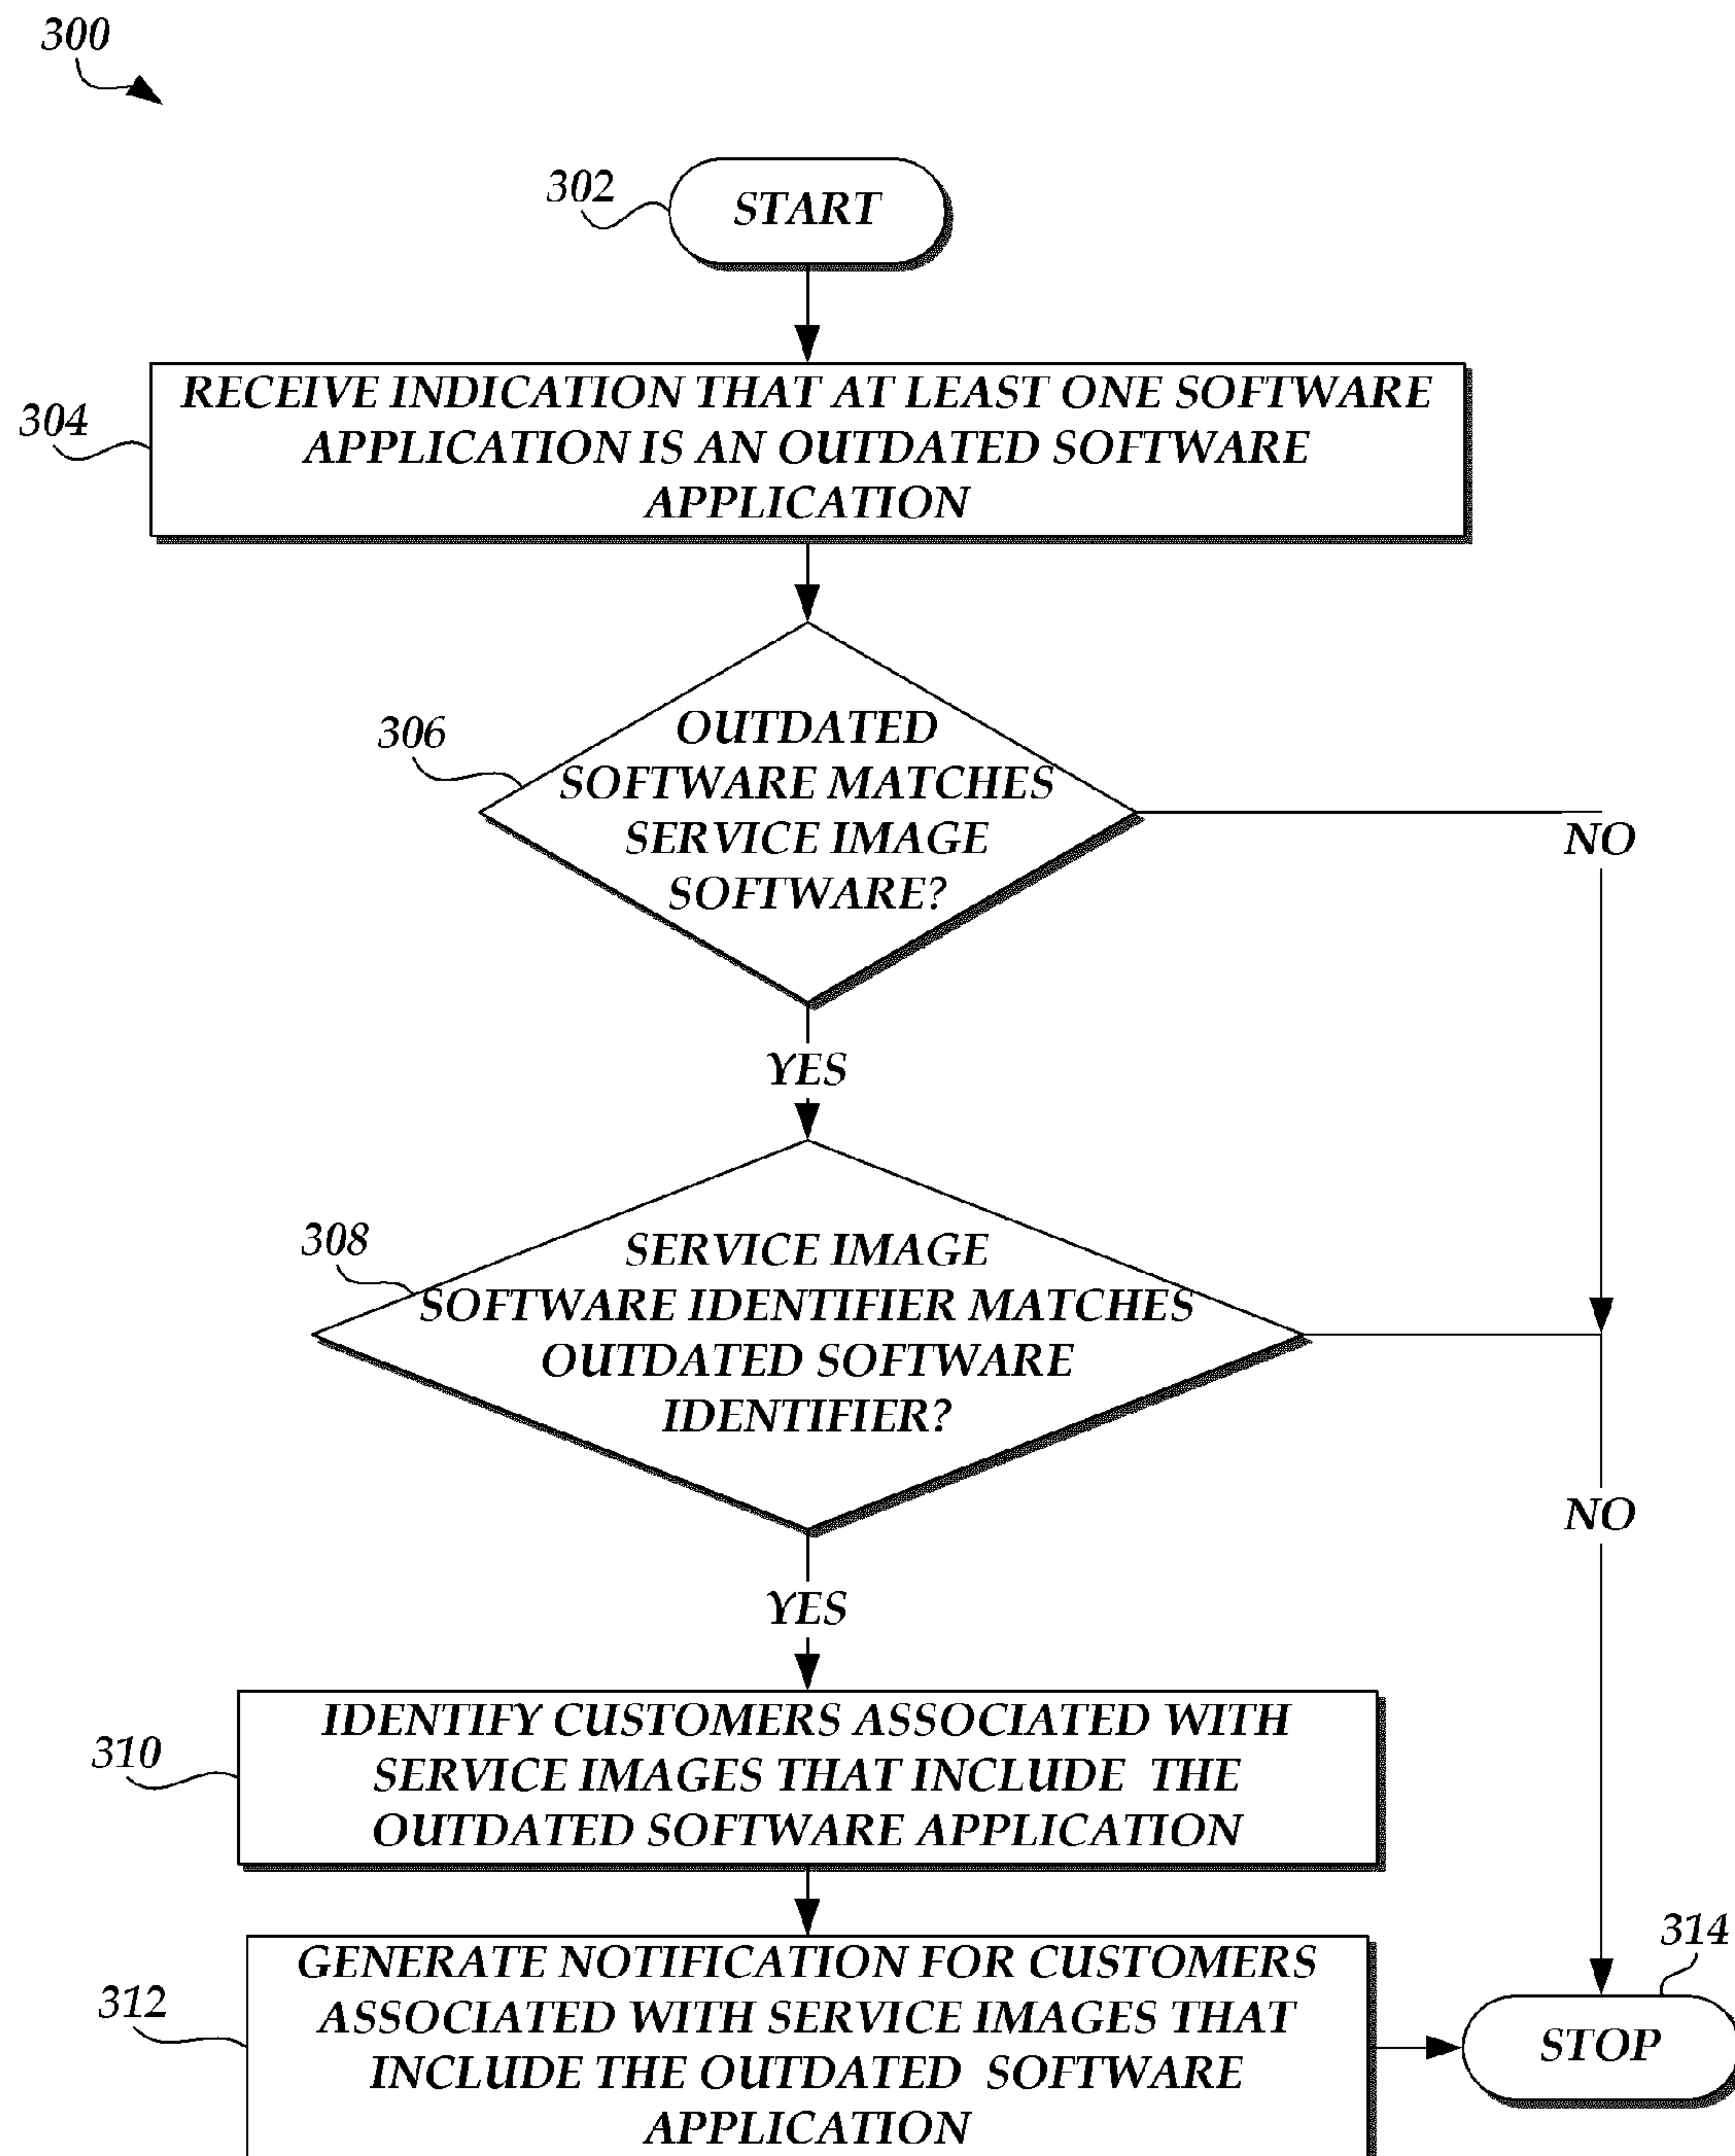 300
302
START
304
RECEIVE INDICATION THAT AT LEAST ONE SOFTWARE
APPLICATION IS AN OUTDATED SOFTWARE
APPLICATION
306
OUTDATED
SOFTWARE MATCHES
SERVICE IMAGE
SOFTWARE?
NO
YES
308
SERVICE IMAGE
SOFTWARE IDENTIFIER MATCHES
OUTDATED SOFTWARE
IDENTIFIER?
NO
YES
310
IDENTIFY CUSTOMERS ASSOCIATED WITH
SERVICE IMAGES THAT INCLUDE THE
OUTDATED SOFTWARE APPLICATION
312
GENERATE NOTIFICATION FOR CUSTOMERS
ASSOCIATED WITH SERVICE IMAGES THAT
INCLUDE THE OUTDATED SOFTWARE
APPLICATION
314
STOP